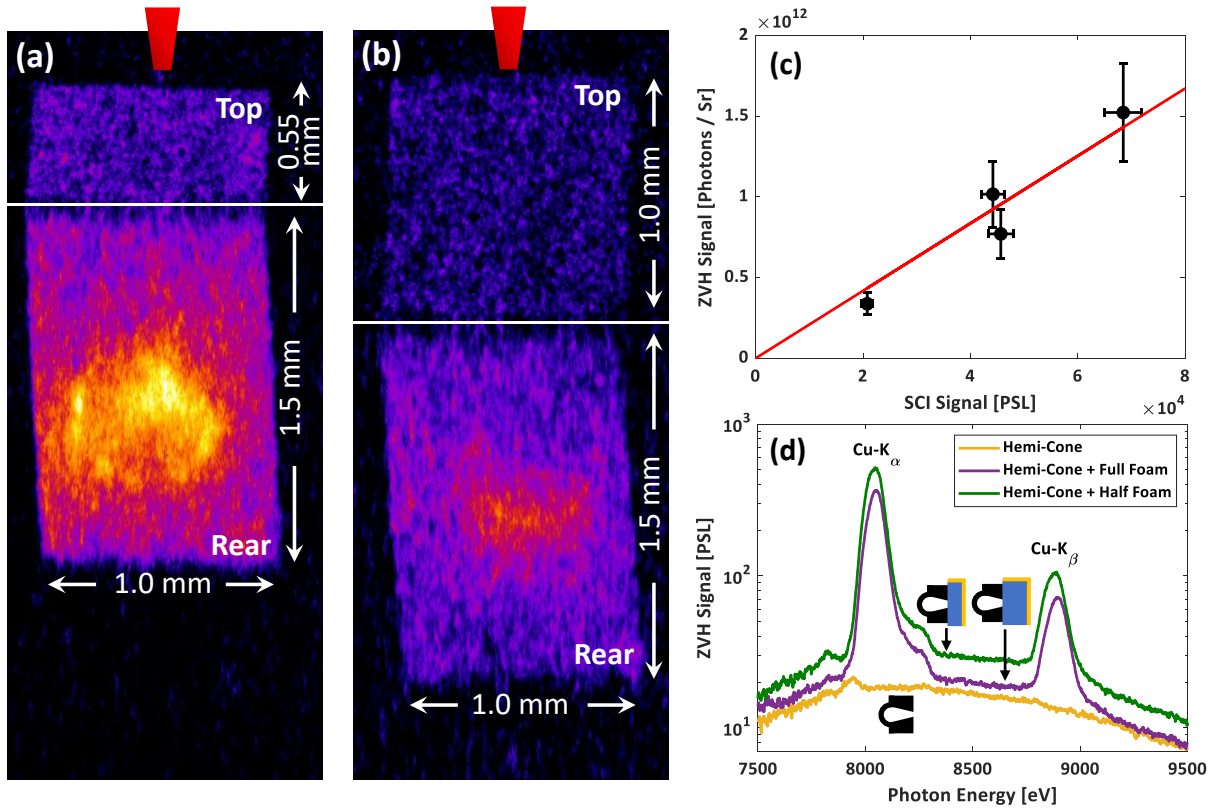 (a)
Top
0.55
mm
1.5 mm
Rear
1.0 mm
(b)
Top
1.0 mm
1.5 mm
Rear
1.0 mm
(c)
× 10^12
2
1.5
1
0.5
0
ZVH Signal [Photons / Sr]
0 2 4 6 8
SCI Signal [PSL]
× 10^4
(d)
10^3
10^2
10^1
ZVH Signal [PSL]
Cu-K_α
Hemi-Cone
Hemi-Cone + Full Foam
Hemi-Cone + Half Foam
Cu-K_β
7500 8000 8500 9000 9500
Photon Energy [eV]